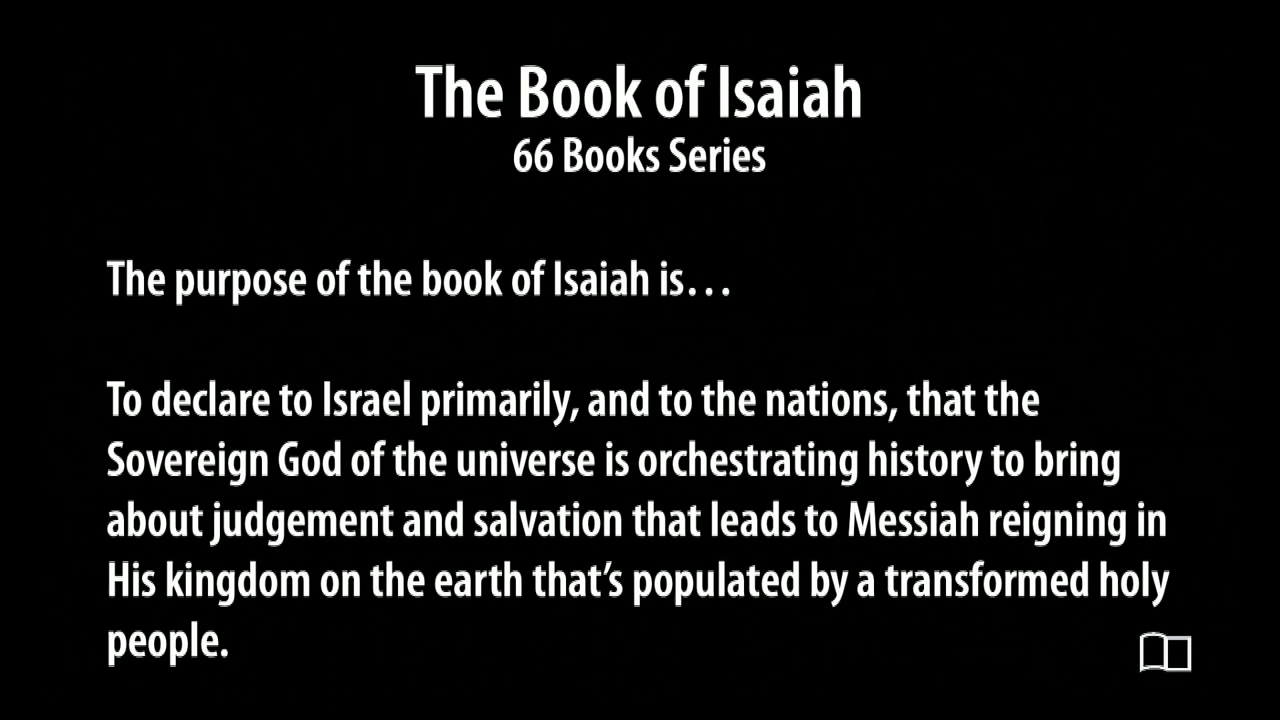 The Book of Isaiah
66 Books Series
The purpose of the book of Isaiah is…
To declare to Israel primarily, and to the nations, that the
Sovereign God of the universe is orchestrating history to bring
about judgement and salvation that leads to Messiah reigning in
His kingdom on the earth that’s populated by a transformed holy
people.